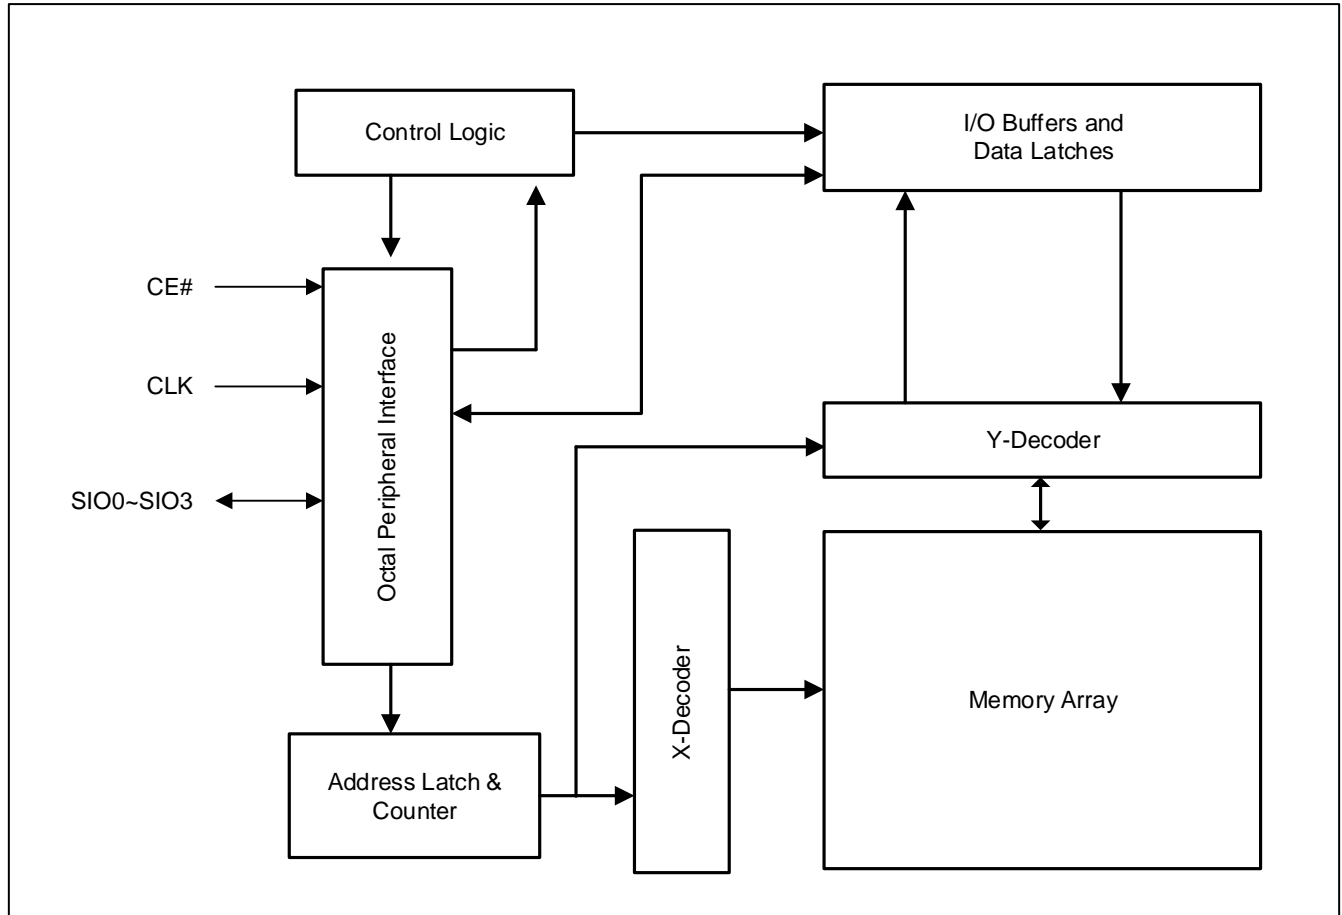 Control Logic
I/O Buffers and
Data Latches
CE#
CLK
SIO0~SIO3
Octal Peripheral Interface
Y-Decoder
X-Decoder
Memory Array
Address Latch &
Counter